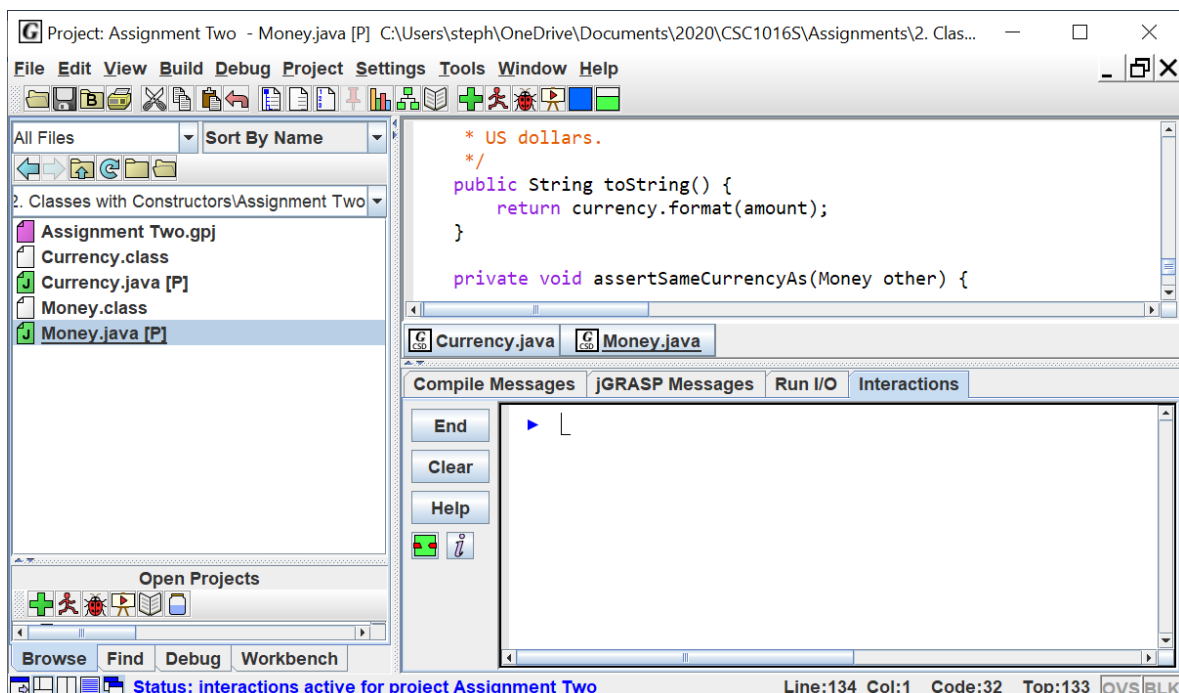 G Project: Assignment Two - Money.java [P] C:\Users\steph\OneDrive\Documents\2020\CSC1016S\Assignments\2. Clas...
File Edit View Build Debug Project Settings Tools Window Help
B
All Files Sort By Name
2. Classes with Constructors\Assignment Two
Assignment Two.gpj
Currency.class
J Currency.java [P]
Money.class
J Money.java [P]
Open Projects
Browse Find Debug Workbench
* US dollars.
*/
public String toString() {
return currency.format(amount);
}
private void assertSameCurrencyAs(Money other) {
G CSD Currency.java G CSD Money.java
Compile Messages jGRASP Messages Run I/O Interactions
End
Clear
Help
i
Status: interactions active for project Assignment Two Line:134 Col:1 Code:32 Top:133 OVS BLK